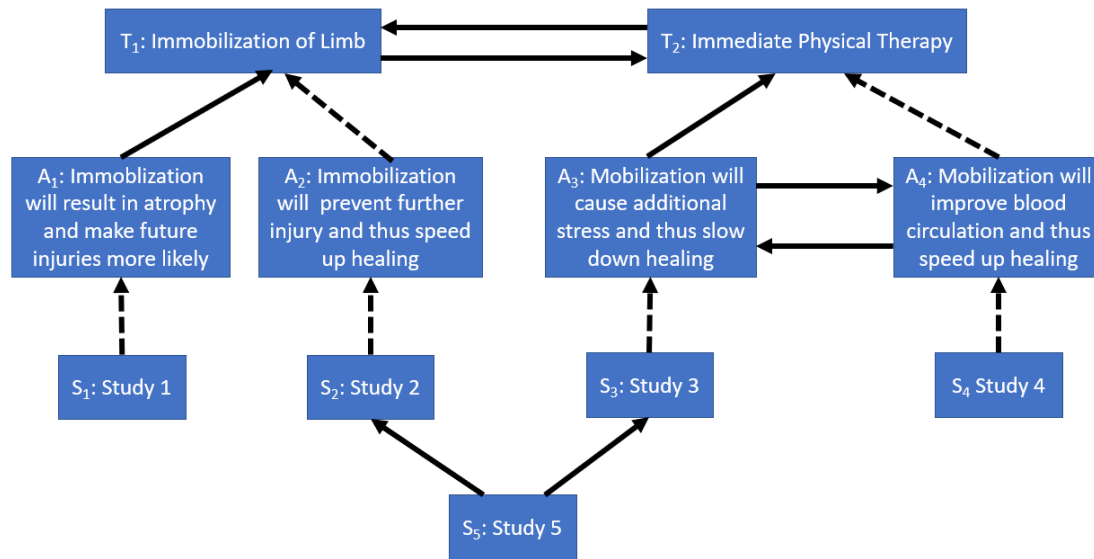 T₁: Immobilization of Limb
T₂: Immediate Physical Therapy
A₁: Immoblization
will result in atrophy
and make future
injuries more likely
A₂: Immobilization
will prevent further
injury and thus speed
up healing
A₃: Mobilization will
cause additional
stress and thus slow
down healing
A₄: Mobilization will
improve blood
circulation and thus
speed up healing
S₁: Study 1
S₂: Study 2
S₃: Study 3
S₄ Study 4
S₅: Study 5